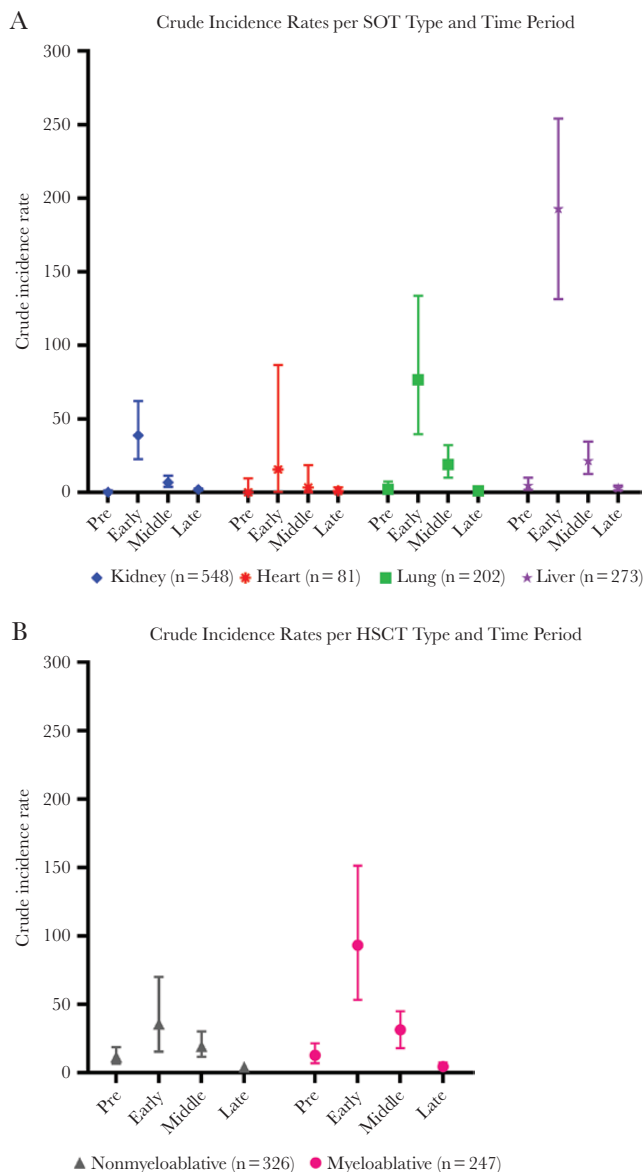 A
Crude Incidence Rates per SOT Type and Time Period
300
250
200
150
100
50
0
Crude incidence rate
Pre Early Middle Late Pre Early Middle Late Pre Early Middle Late Pre Early Middle Late
Kidney (n = 548) Heart (n = 81) Lung (n = 202) Liver (n = 273)
B
Crude Incidence Rates per HSCT Type and Time Period
300
250
200
150
100
50
0
Crude incidence rate
Pre Early Middle Late Pre Early Middle Late
Nonmyeloablative (n = 326) Myeloablative (n = 247)